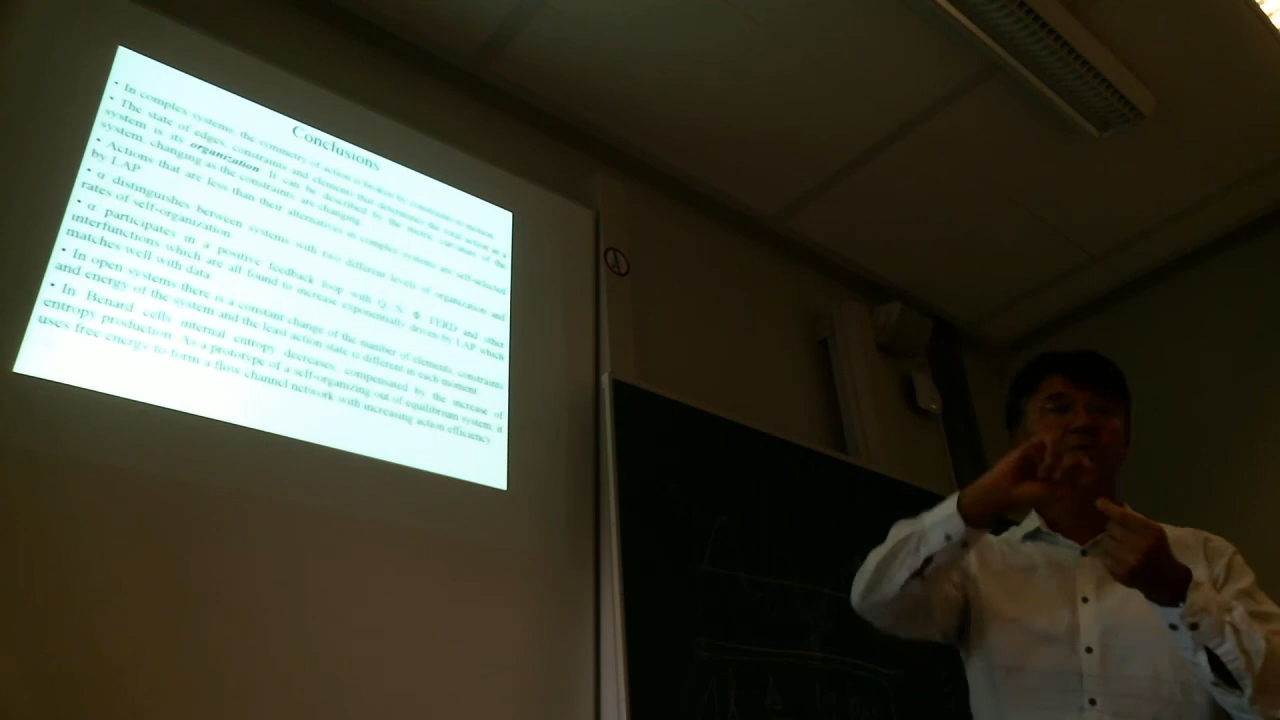 Conclusions
• In complex systems, the symmetry of action is broken by constraints to motion.
• The state of edges, constraints and elements that determines the total action in a
system is its organization. It can be described by the metric curvature of the
system, changing as the constraints are changing.
• Actions that are less than their alternatives in complex systems are self-selected
by LAP
• α distinguishes between systems with two different levels of organization and
rates of self-organization
• α participates in a positive feedback loop with Q, N, Φ, FERD and other
interfunctions which are all found to increase exponentially driven by LAP which
matches well with data.
• In open systems there is a constant change of the number of elements, constraints
and energy of the system and the least action state is different in each moment.
• In Benard cells internal entropy decreases, compensated by the increase of
entropy production. As a prototype of a self-organizing out of equilibrium system, it
uses free energy to form a flow channel network with increasing action efficiency